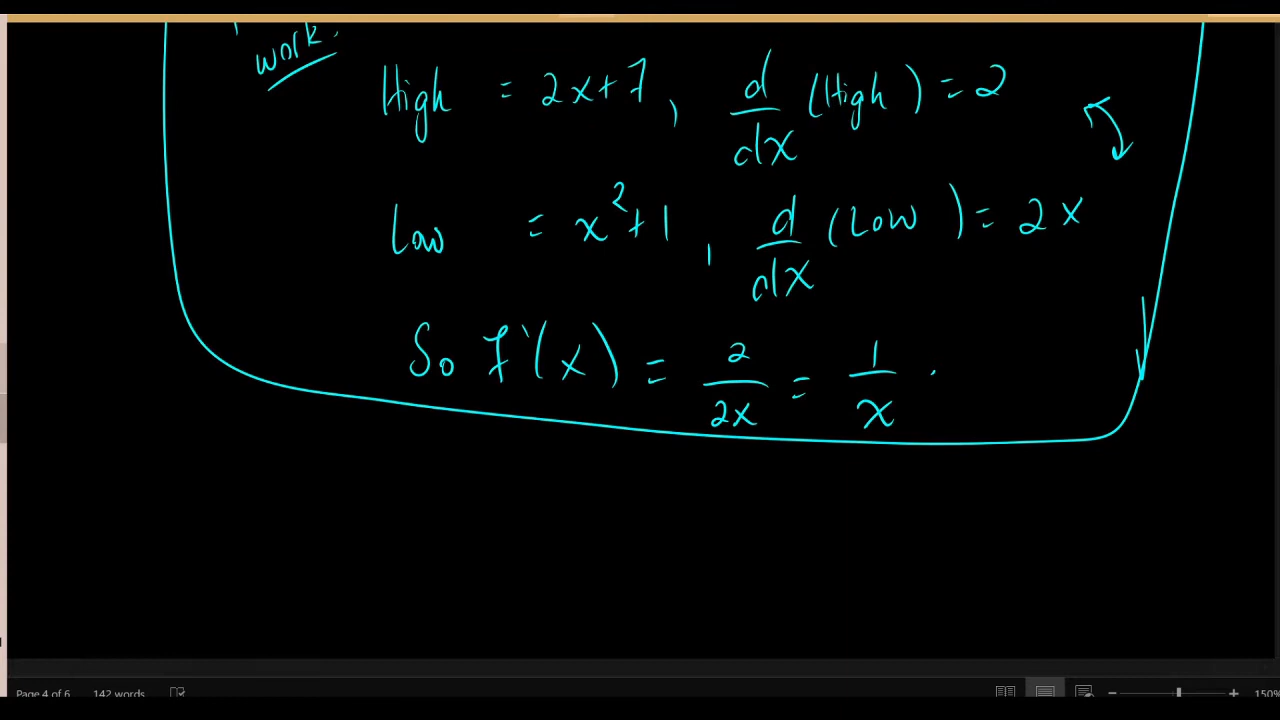 work.
High = 2x+7, d/dx (High) = 2
Low = x²+1, d/dx (Low) = 2x
So f'(x) = 2/2x = 1/x.
Page 4 of 6 142 words 150%